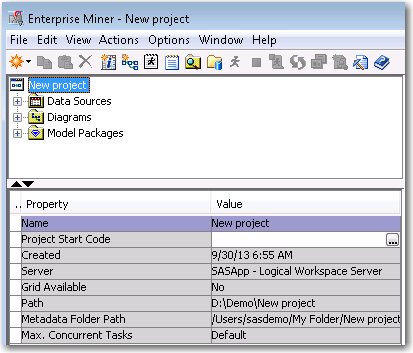 Enterprise Miner - New project
File Edit View Actions Options Window Help
New project
Data Sources
Diagrams
Model Packages
.. Property Value
Name New project
Project Start Code ...
Created 9/30/13 6:55 AM
Server SASApp - Logical Workspace Server
Grid Available No
Path D:\Demo\New project
Metadata Folder Path /Users/sasdemo/My Folder/New project
Max. Concurrent Tasks Default